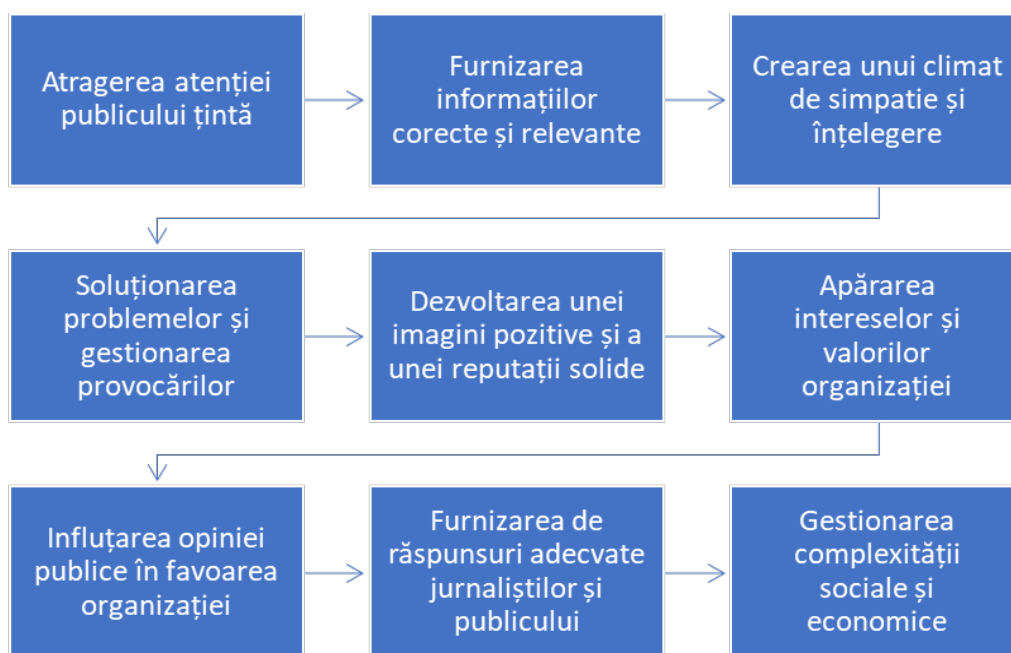 Atragerea atenției
publicului țintă
Furnizarea
informațiilor
corecte și relevante
Crearea unui climat
de simpatie și
înțelegere
Soluționarea
problemelor și
gestionarea
provocărilor
Dezvoltarea unei
imagini pozitive și a
unei reputații solide
Apărarea
intereselor și
valorilor
organizației
Influțarea opiniei
publice în favoarea
organizației
Furnizarea de
răspunsuri adecvate
jurnaliștilor și
publicului
Gestionarea
complexității
sociale și
economice